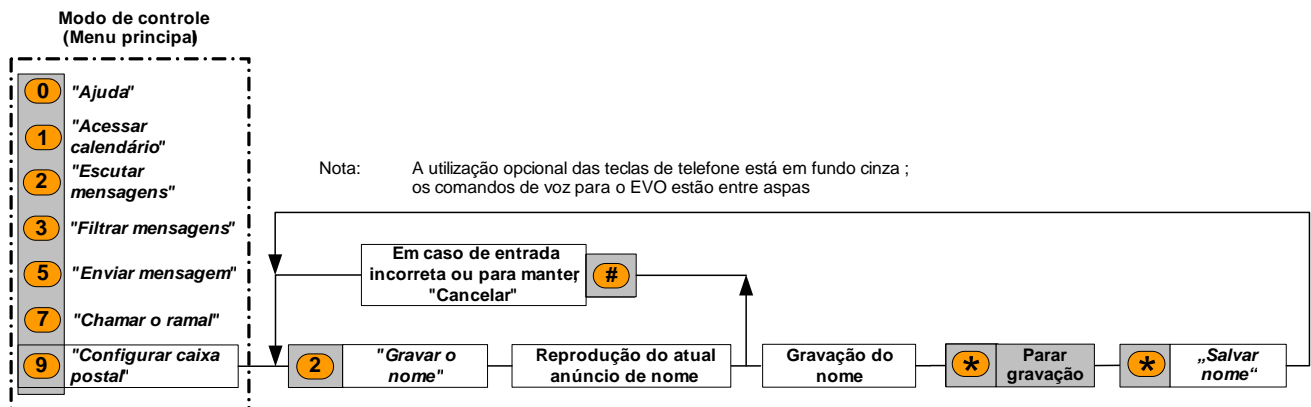 Modo de controle
(Menu principal)
0 "Ajuda"
1 "Acessar
calendário"
2 "Escutar
mensagens"
3 "Filtrar mensagens"
5 "Enviar mensagem"
7 "Chamar o ramal"
9 "Configurar caixa
postal"
Nota: A utilização opcional das teclas de telefone está em fundo cinza ;
os comandos de voz para o EVO estão entre aspas
Em caso de entrada
incorreta ou para manter,
"Cancelar"
#
2
"Gravar o
nome"
Reprodução do atual
anúncio de nome
Gravação do
nome
*
Parar
gravação
*
„Salvar
nome“